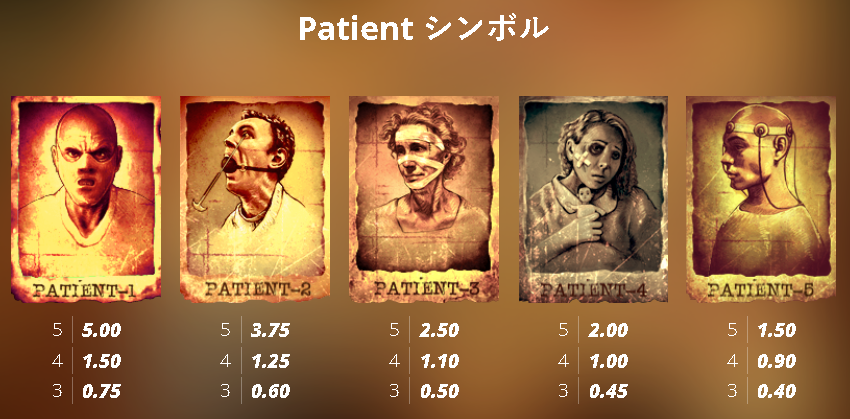 Patient シンボル
PATIENT-1
PATIENT-2
PATIENT-3
PATIENT-4
PATIENT-5
5 5.00
4 1.50
3 0.75
5 3.75
4 1.25
3 0.60
5 2.50
4 1.10
3 0.50
5 2.00
4 1.00
3 0.45
5 1.50
4 0.90
3 0.40